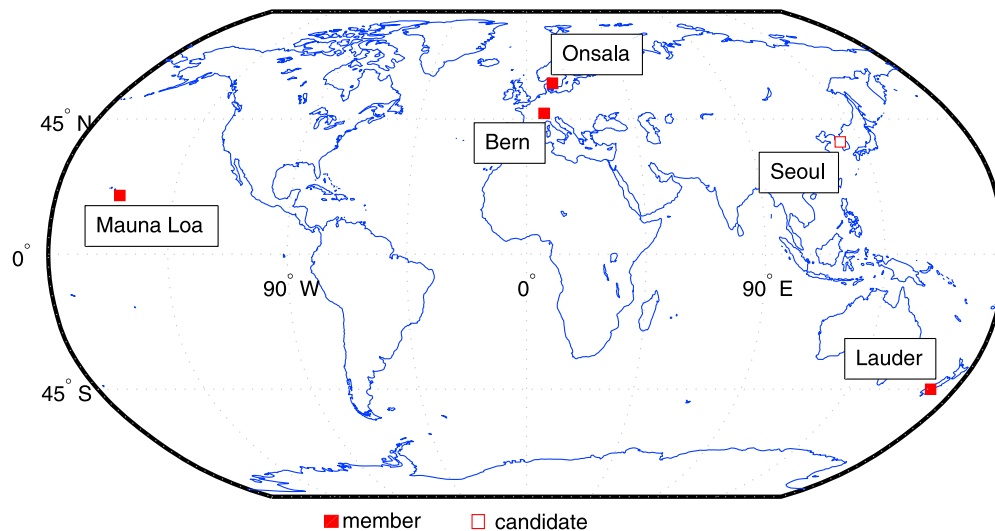 Onsala
45° N
Bern
Seoul
Mauna Loa
0°
90° W
0°
90° E
Lauder
45° S
member
candidate